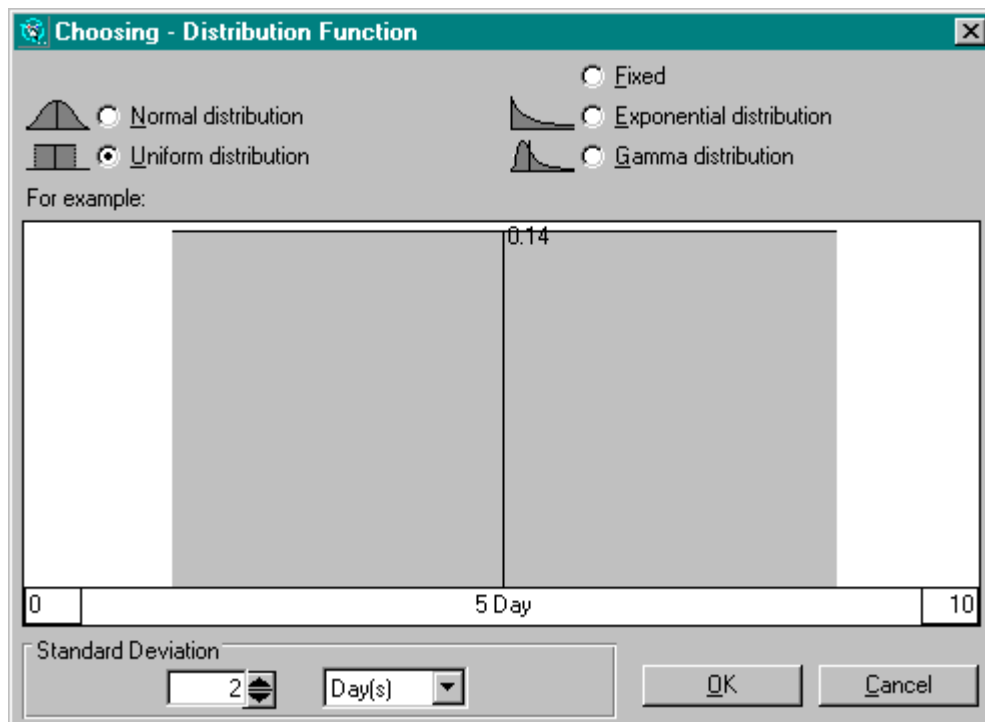 Choosing - Distribution Function
Fixed
Normal distribution
Exponential distribution
Uniform distribution
Gamma distribution
For example:
0.14
0
5 Day
10
Standard Deviation
2
Day(s)
OK
Cancel